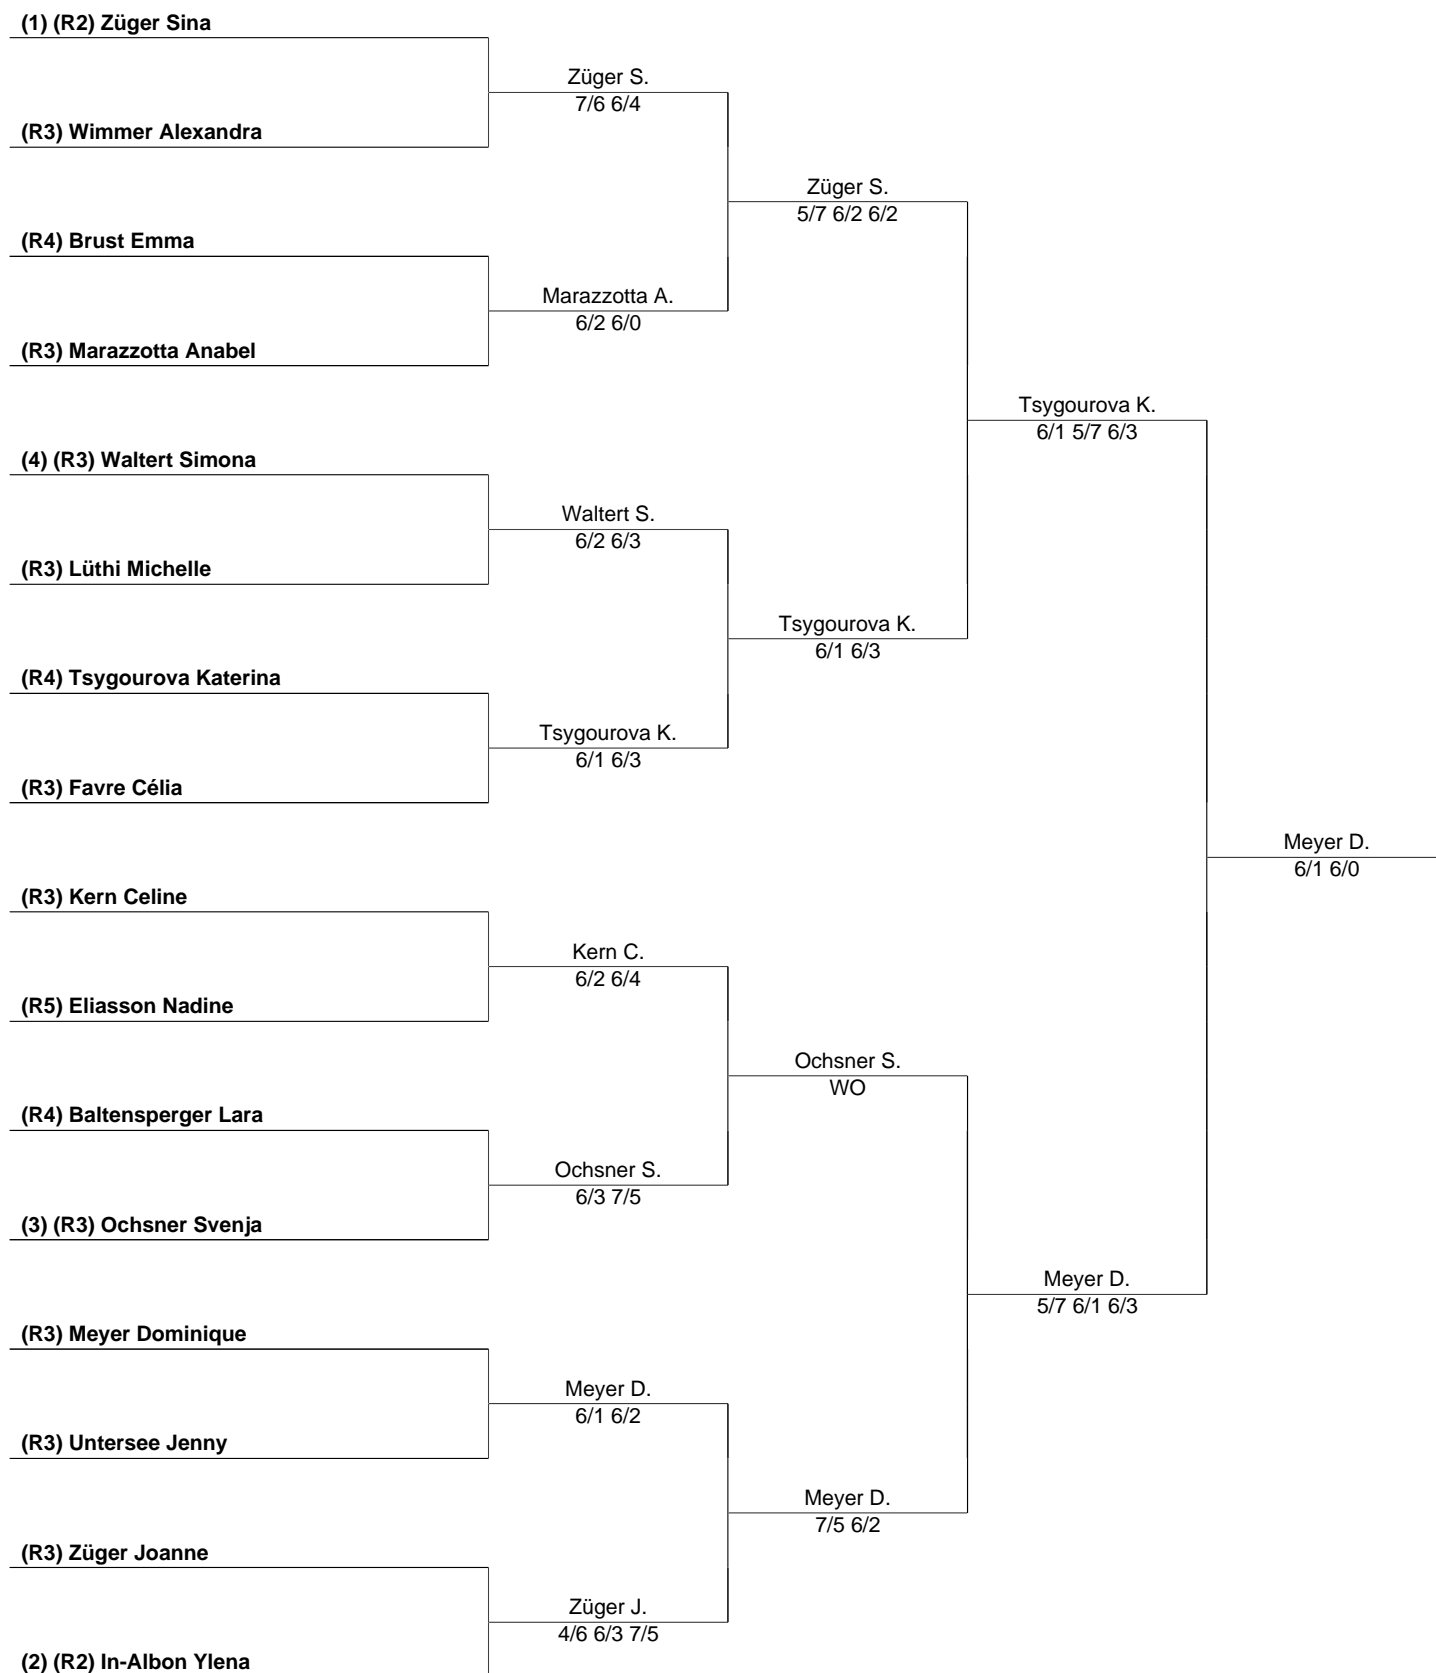 (1) (R2) Züger Sina
Züger S.
7/6 6/4
(R3) Wimmer Alexandra
Züger S.
5/7 6/2 6/2
(R4) Brust Emma
Marazzotta A.
6/2 6/0
(R3) Marazzotta Anabel
Tsygourova K.
6/1 5/7 6/3
(4) (R3) Waltert Simona
Waltert S.
6/2 6/3
(R3) Lüthi Michelle
Tsygourova K.
6/1 6/3
(R4) Tsygourova Katerina
Tsygourova K.
6/1 6/3
(R3) Favre Célia
Meyer D.
6/1 6/0
(R3) Kern Celine
Kern C.
6/2 6/4
(R5) Eliasson Nadine
Ochsner S.
WO
(R4) Baltensperger Lara
Ochsner S.
6/3 7/5
(3) (R3) Ochsner Svenja
Meyer D.
5/7 6/1 6/3
(R3) Meyer Dominique
Meyer D.
6/1 6/2
(R3) Untersee Jenny
Meyer D.
7/5 6/2
(R3) Züger Joanne
Züger J.
4/6 6/3 7/5
(2) (R2) In-Albon Ylena